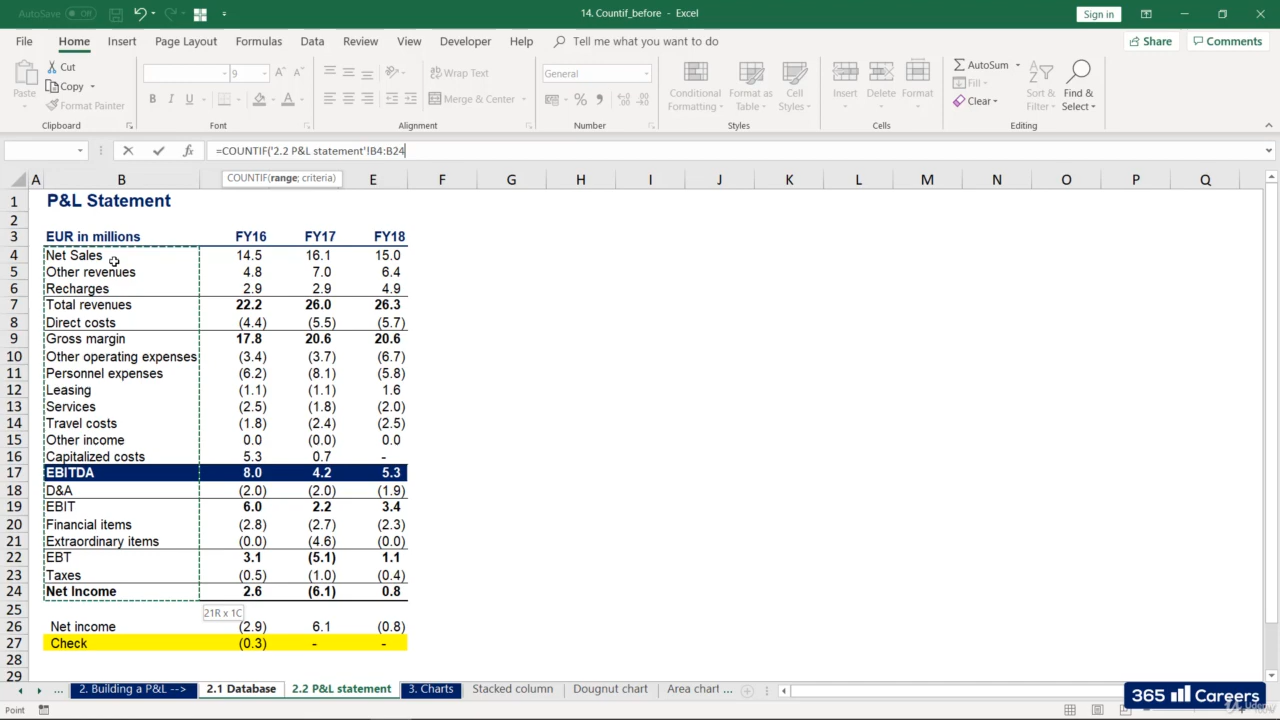 AutoSave Off 14. Countif_before - Excel Sign in
File Home Insert Page Layout Formulas Data Review View Developer Help Tell me what you want to do Share Comments
Paste Cut Copy Format Painter Clipboard
9 Font
Wrap Text Merge & Center Alignment
General Number
Conditional Formatting Format as Table Cell Styles Styles
Insert Delete Format Cells
AutoSum Fill Clear Sort & Filter Find & Select Editing
fx =COUNTIF('2.2 P&L statement'!B4:B24
COUNTIF(range; criteria)
A B E F G H I J K L M N O P Q
1 P&L Statement
2
3 EUR in millions FY16 FY17 FY18
4 Net Sales 14.5 16.1 15.0
5 Other revenues 4.8 7.0 6.4
6 Recharges 2.9 2.9 4.9
7 Total revenues 22.2 26.0 26.3
8 Direct costs (4.4) (5.5) (5.7)
9 Gross margin 17.8 20.6 20.6
10 Other operating expenses (3.4) (3.7) (6.7)
11 Personnel expenses (6.2) (8.1) (5.8)
12 Leasing (1.1) (1.1) 1.6
13 Services (2.5) (1.8) (2.0)
14 Travel costs (1.8) (2.4) (2.5)
15 Other income 0.0 (0.0) 0.0
16 Capitalized costs 5.3 0.7 -
17 EBITDA 8.0 4.2 5.3
18 D&A (2.0) (2.0) (1.9)
19 EBIT 6.0 2.2 3.4
20 Financial items (2.8) (2.7) (2.3)
21 Extraordinary items (0.0) (4.6) (0.0)
22 EBT 3.1 (5.1) 1.1
23 Taxes (0.5) (1.0) (0.4)
24 Net Income 2.6 (6.1) 0.8
25 21R x 1C
26 Net income (2.9) 6.1 (0.8)
27 Check (0.3) - -
28
29
... 2. Building a P&L --> 2.1 Database 2.2 P&L statement 3. Charts Stacked column Dougnut chart Area chart ...
365 Careers
Point